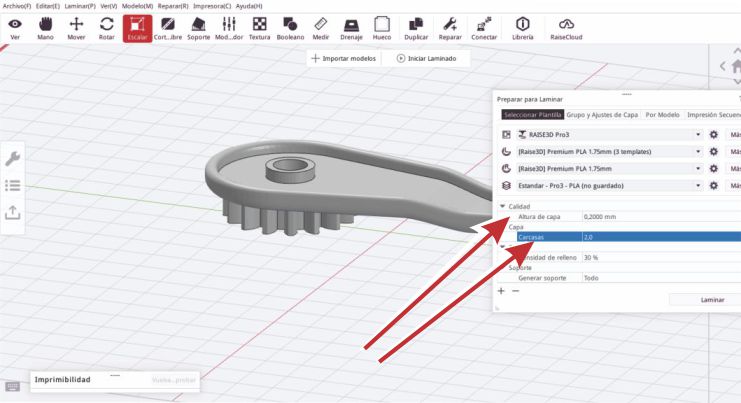 Archivo(F) Editar(E) Laminar(P) Ver(V) Modelo(M) Reparar(R) Impresora(C) Ayuda(H)
Ver Mano Mover Rotar Escalar Cort...ibre Soporte Mod...dor Textura Booleano Medir Drenaje Hueco Duplicar Reparar Conectar Librería RaiseCloud
Importar modelos Iniciar Laminado
Preparar para Laminar
Seleccionar Plantilla Grupo y Ajustes de Capa Por Modelo Impresión Secuen
RAISE3D Pro3 Más
[Raise3D] Premium PLA 1.75mm (3 templates) Más
[Raise3D] Premium PLA 1.75mm Más
Estandar - Pro3 - PLA (no guardado) Más
Calidad
Altura de capa 0,2000 mm
Capa
Carcasas 2,0
nsidad de relleno 30 %
Soporte
Generar soporte Todo
Laminar
Imprimibilidad Vuelva...probar